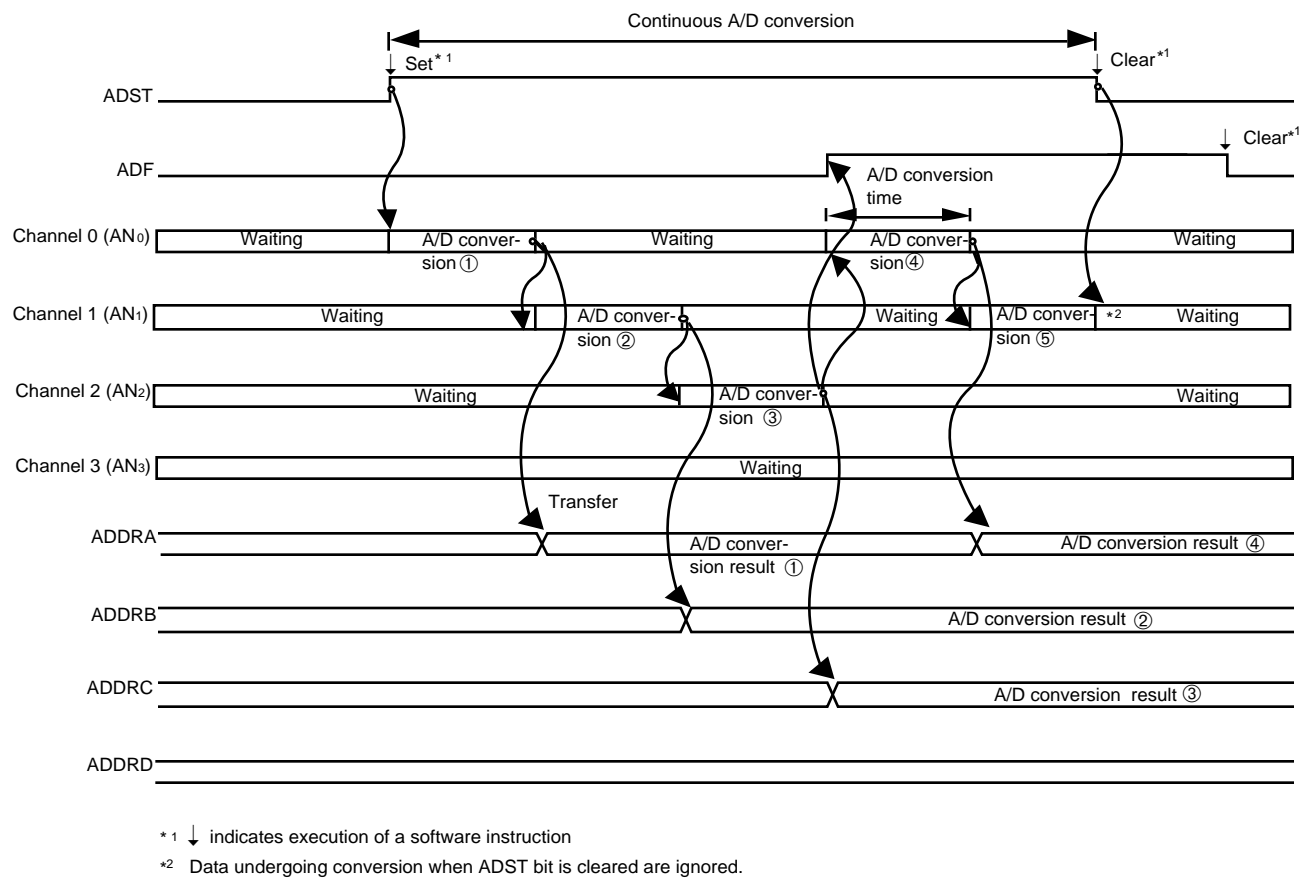 Continuous A/D conversion
Set*1
Clear*1
ADST
Clear*1
ADF
A/D conversion
time
Channel 0 (AN0)
Waiting
A/D conver-
sion ①
Waiting
A/D conver-
sion④
Waiting
Channel 1 (AN1)
Waiting
A/D conver-
sion ②
Waiting
A/D conver-
sion ⑤
*2
Waiting
Channel 2 (AN2)
Waiting
A/D conver-
sion ③
Waiting
Channel 3 (AN3)
Waiting
Transfer
ADDRA
A/D conver-
sion result ①
A/D conversion result ④
ADDRB
A/D conversion result ②
ADDRC
A/D conversion result ③
ADDRD
*1 ↓ indicates execution of a software instruction
*2 Data undergoing conversion when ADST bit is cleared are ignored.